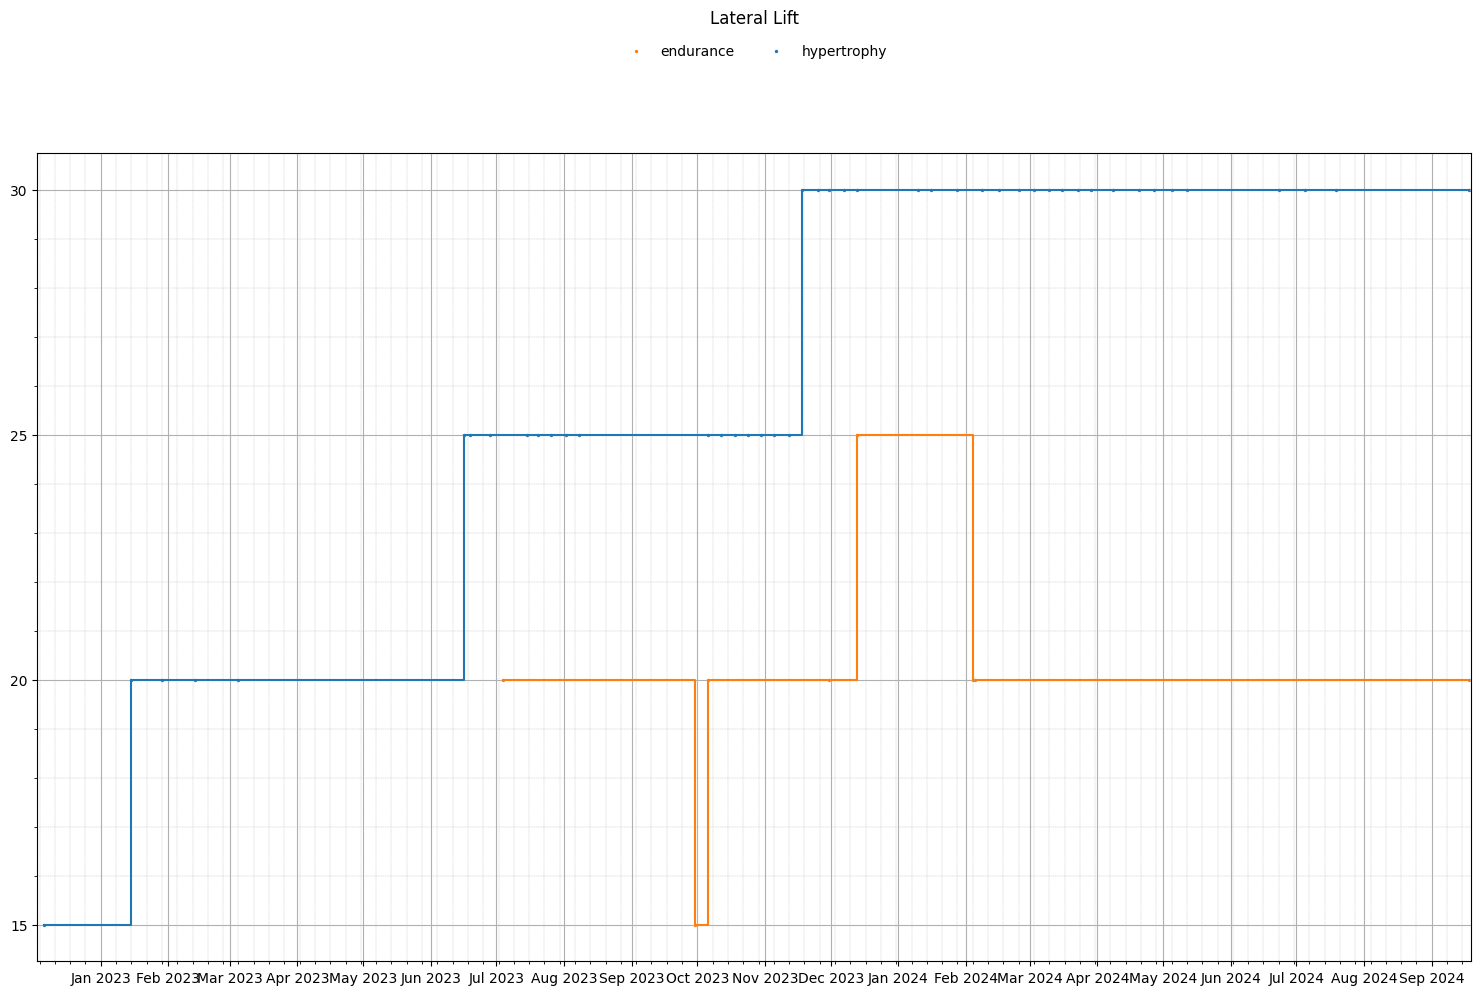 Lateral Lift
endurance hypertrophy
30
25
20
15
Jan 2023 Feb 2023 Mar 2023 Apr 2023 May 2023 Jun 2023 Jul 2023 Aug 2023 Sep 2023 Oct 2023 Nov 2023 Dec 2023 Jan 2024 Feb 2024 Mar 2024 Apr 2024 May 2024 Jun 2024 Jul 2024 Aug 2024 Sep 2024